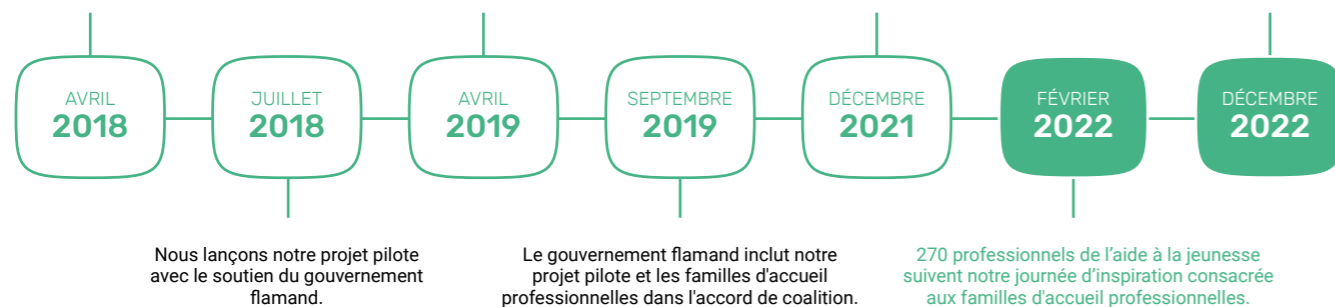 AVRIL
2018
JUILLET
2018
AVRIL
2019
SEPTEMBRE
2019
DÉCEMBRE
2021
FÉVRIER
2022
DÉCEMBRE
2022
Nous lançons notre projet pilote
avec le soutien du gouvernement
flamand.
Le gouvernement flamand inclut notre
projet pilote et les familles d'accueil
professionnelles dans l'accord de coalition.
270 professionnels de l’aide à la jeunesse
suivent notre journée d’inspiration consacrée
aux familles d'accueil professionnelles.